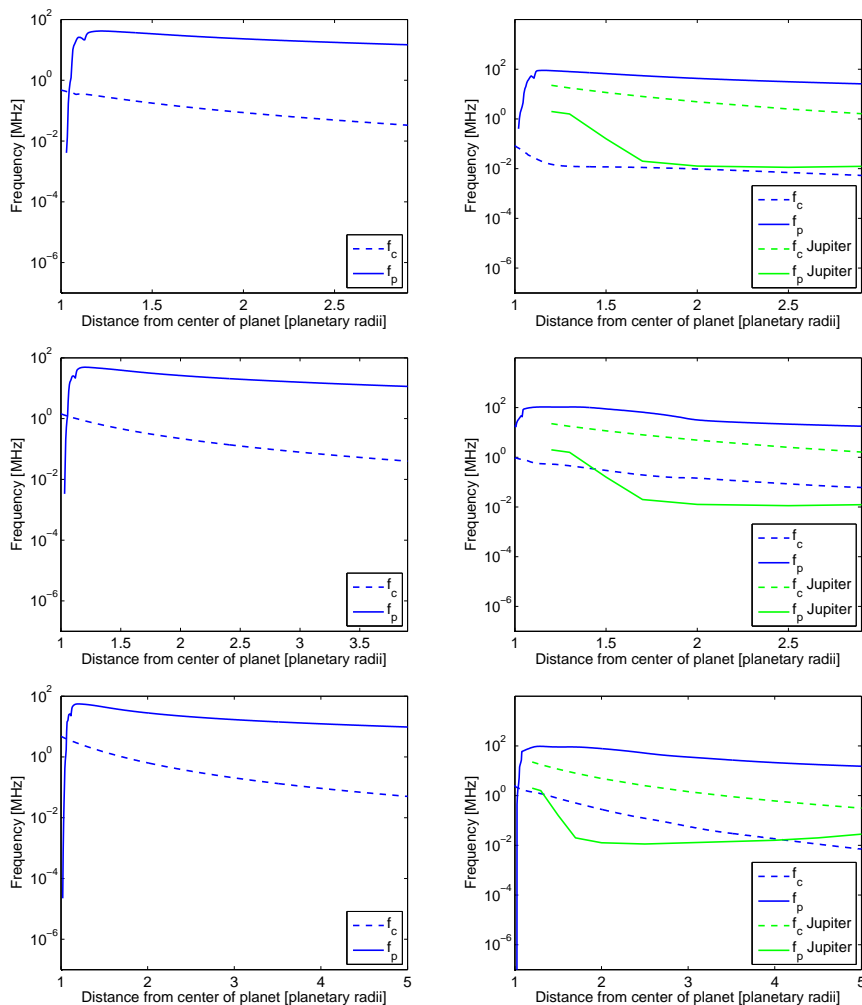 10^2
10^0
10^−2
10^−4
10^−6
Frequency [MHz]
1 1.5 2 2.5
Distance from center of planet [planetary radii]
f_c
f_p
10^2
10^0
10^−2
10^−4
10^−6
Frequency [MHz]
1 1.5 2 2.5
Distance from center of planet [planetary radii]
f_c
f_p
f_c Jupiter
f_p Jupiter
10^2
10^0
10^−2
10^−4
10^−6
Frequency [MHz]
1 1.5 2 2.5 3 3.5
Distance from center of planet [planetary radii]
f_c
f_p
10^2
10^0
10^−2
10^−4
10^−6
Frequency [MHz]
1 1.5 2 2.5
Distance from center of planet [planetary radii]
f_c
f_p
f_c Jupiter
f_p Jupiter
10^2
10^0
10^−2
10^−4
10^−6
Frequency [MHz]
1 2 3 4 5
Distance from center of planet [planetary radii]
f_c
f_p
10^2
10^0
10^−2
10^−4
10^−6
Frequency [MHz]
1 2 3 4 5
Distance from center of planet [planetary radii]
f_c
f_p
f_c Jupiter
f_p Jupiter